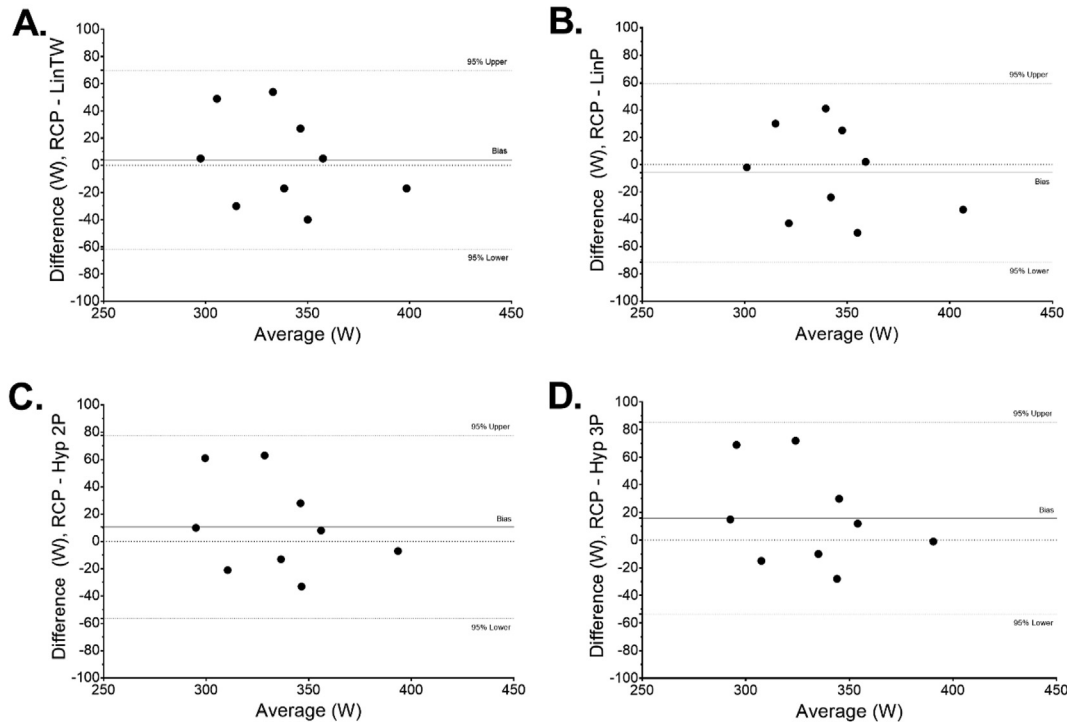 A.
Difference (W), RCP - LinTW
100
80
60
40
20
0
-20
-40
-60
-80
-100
95% Upper
Bias
95% Lower
250
300
350
400
450
Average (W)
B.
Difference (W), RCP - LinP
100
80
60
40
20
0
-20
-40
-60
-80
-100
95% Upper
Bias
95% Lower
250
300
350
400
450
Average (W)
C.
Difference (W), RCP - Hyp 2P
100
80
60
40
20
0
-20
-40
-60
-80
-100
95% Upper
Bias
95% Lower
250
300
350
400
450
Average (W)
D.
Difference (W), RCP - Hyp 3P
100
80
60
40
20
0
-20
-40
-60
-80
-100
95% Upper
Bias
95% Lower
250
300
350
400
450
Average (W)